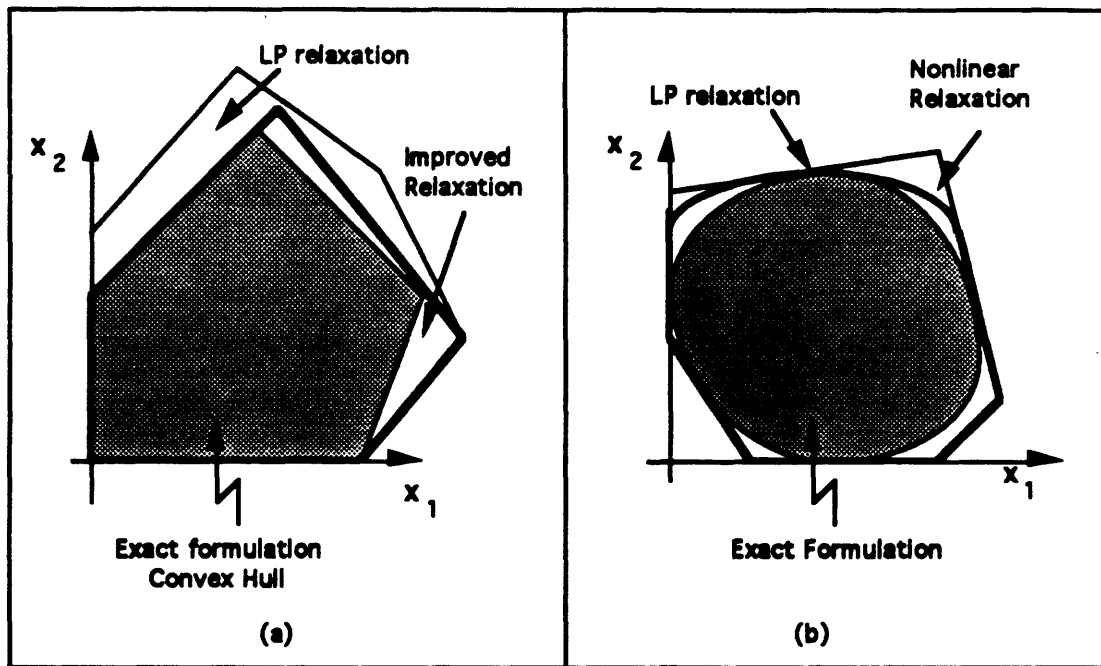 LP relaxation
x 2
Improved
Relaxation
x 1
Exact formulation
Convex Hull
(a)
Nonlinear
Relaxation
LP relaxation
x 2
x 1
Exact Formulation
(b)